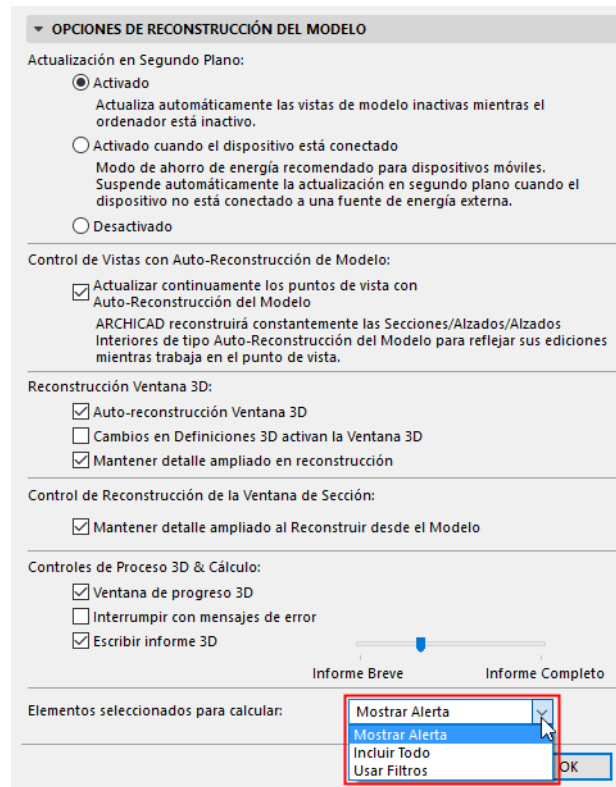 OPCIONES DE RECONSTRUCCIÓN DEL MODELO
Actualización en Segundo Plano:
Activado
Actualiza automáticamente las vistas de modelo inactivas mientras el
ordenador está inactivo.
Activado cuando el dispositivo está conectado
Modo de ahorro de energía recomendado para dispositivos móviles.
Suspende automáticamente la actualización en segundo plano cuando el
dispositivo no está conectado a una fuente de energía externa.
Desactivado
Control de Vistas con Auto-Reconstrucción de Modelo:
Actualizar continuamente los puntos de vista con
Auto-Reconstrucción del Modelo
ARCHICAD reconstruirá constantemente las Secciones/Alzados/Alzados
Interiores de tipo Auto-Reconstrucción del Modelo para reflejar sus ediciones
mientras trabaja en el punto de vista.
Reconstrucción Ventana 3D:
Auto-reconstrucción Ventana 3D
Cambios en Definiciones 3D activan la Ventana 3D
Mantener detalle ampliado en reconstrucción
Control de Reconstrucción de la Ventana de Sección:
Mantener detalle ampliado al Reconstruir desde el Modelo
Controles de Proceso 3D & Cálculo:
Ventana de progreso 3D
Interrumpir con mensajes de error
Escribir informe 3D
Informe Breve Informe Completo
Elementos seleccionados para calcular: Mostrar Alerta
Mostrar Alerta
Incluir Todo
Usar Filtros
OK